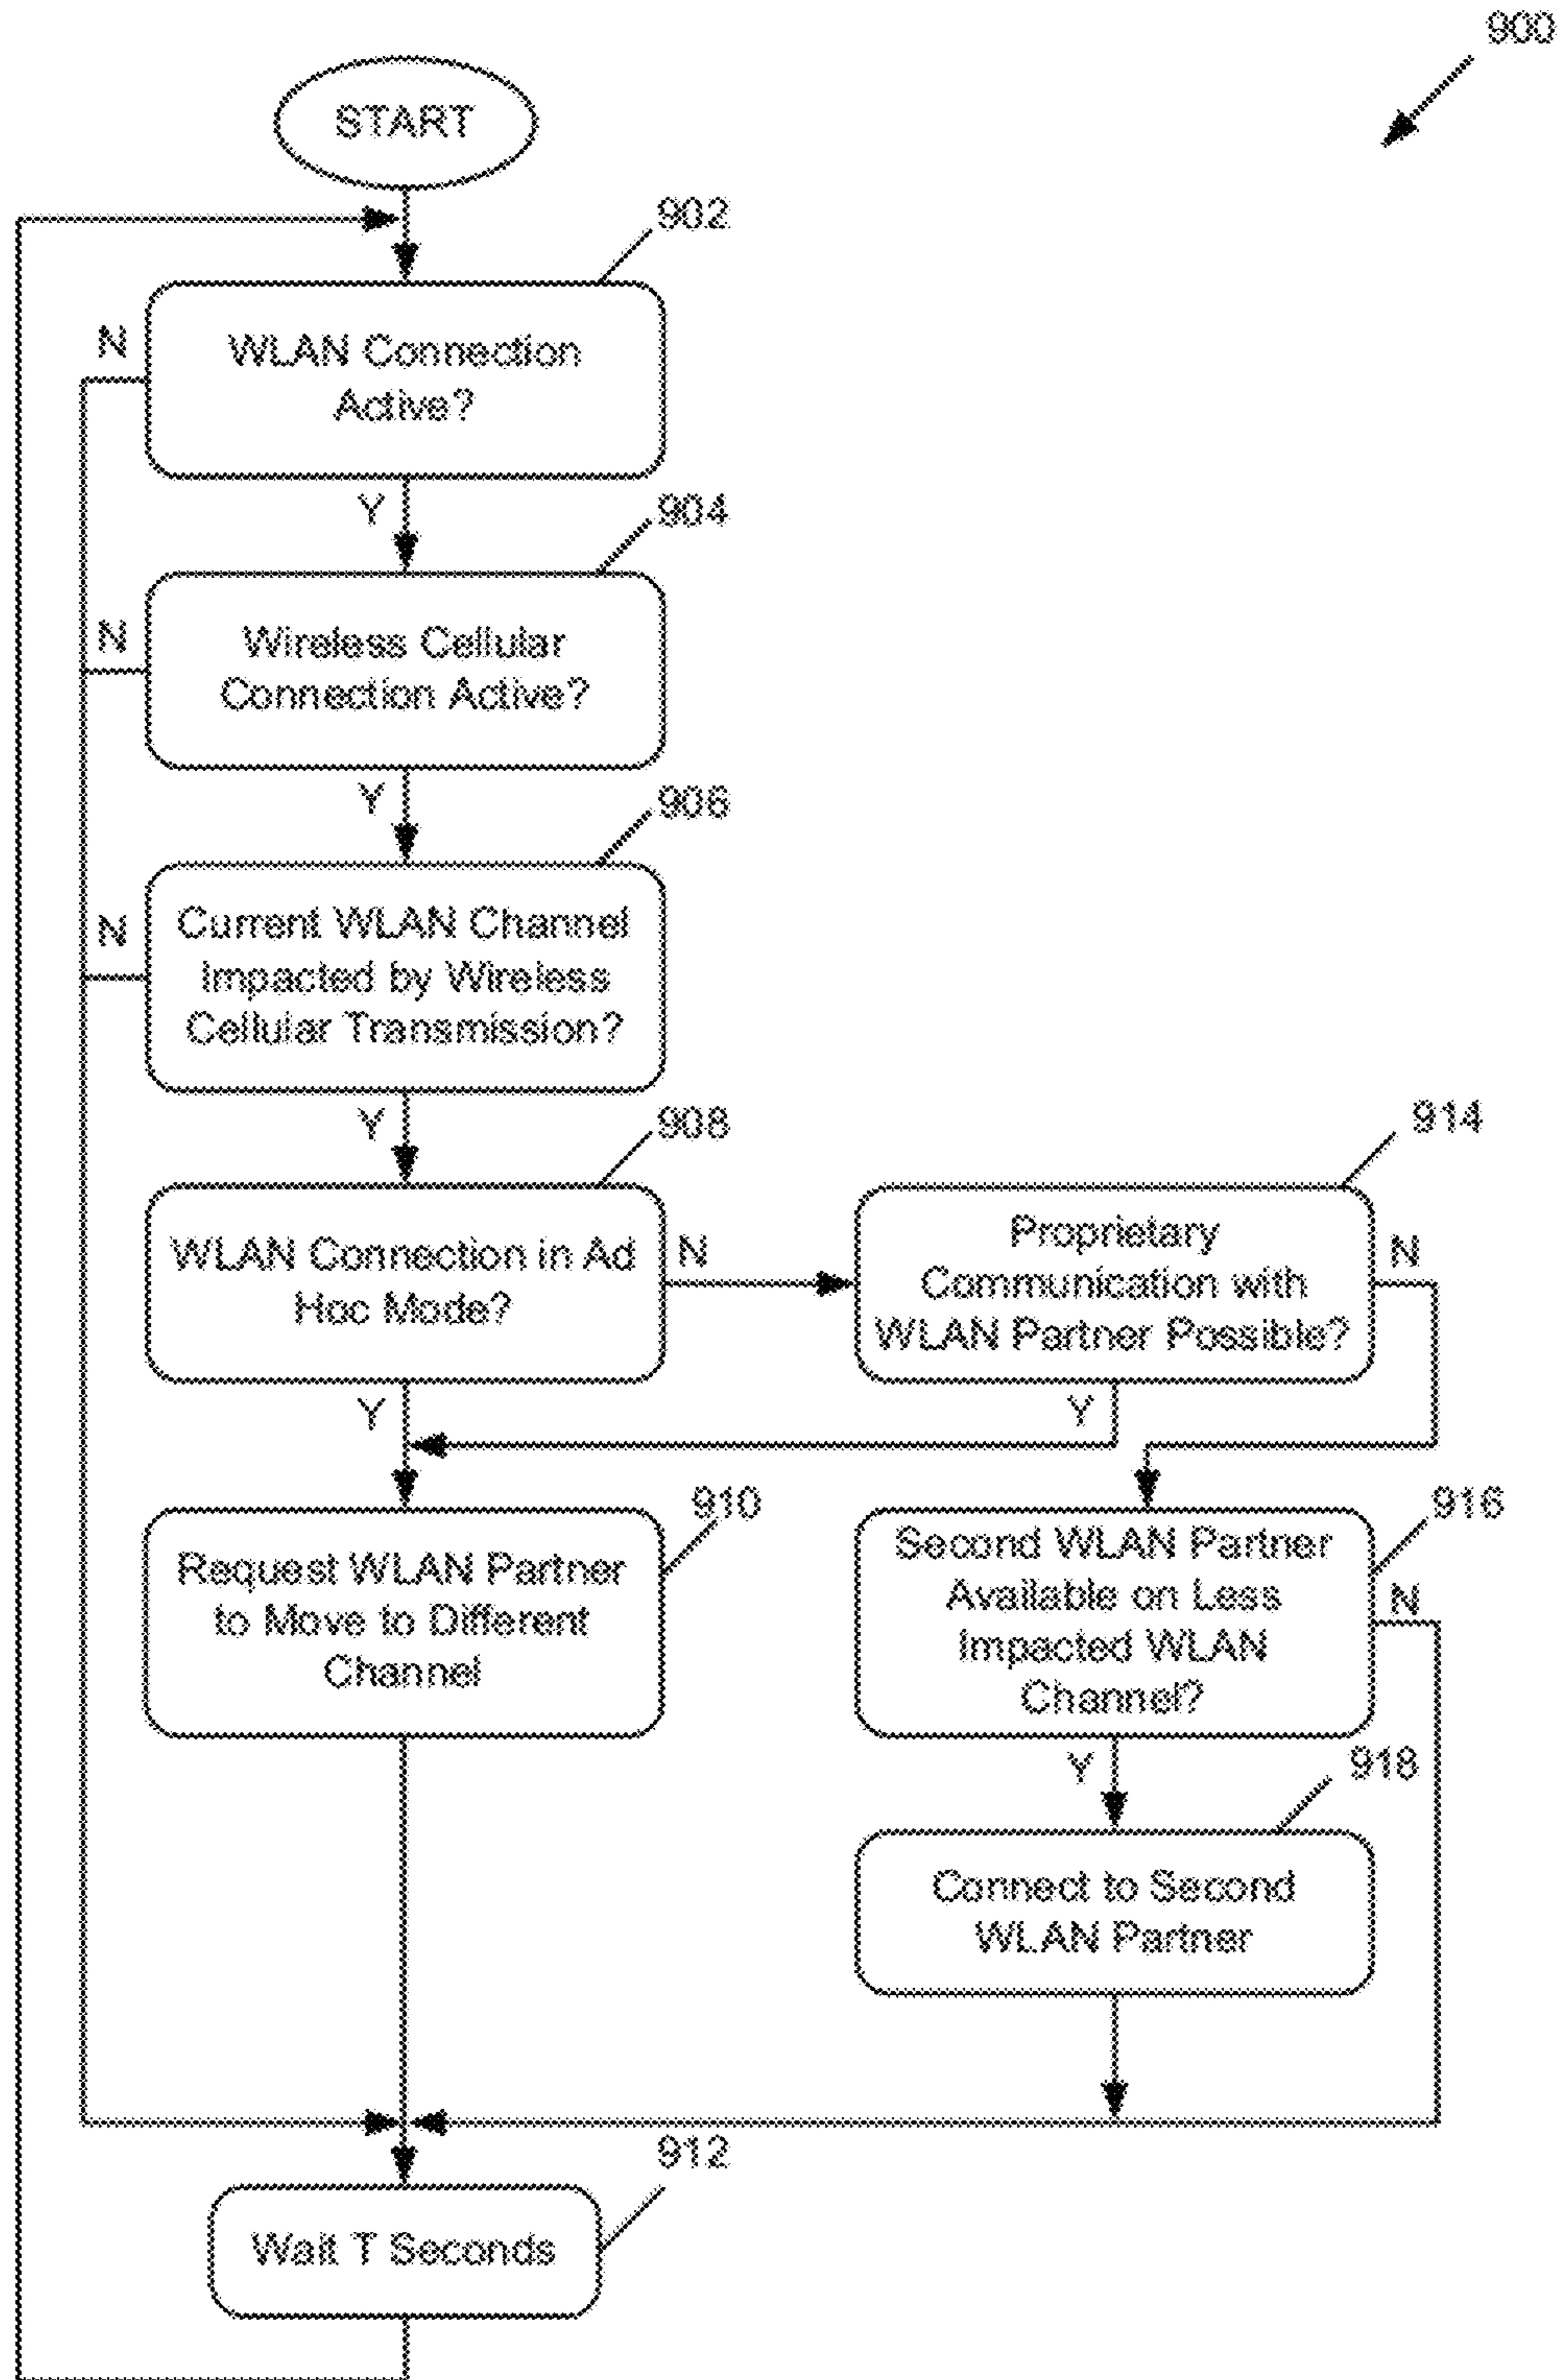 900
START
902
N
WLAN Connection
Active?
Y
904
N
Wireless Cellular
Connection Active?
Y
906
N
Current WLAN Channel
Impacted by Wireless
Cellular Transmission?
Y
908
914
WLAN Connection in Ad
Hoc Mode?
N
Proprietary
Communication with
WLAN Partner Possible?
N
Y
Y
910
916
Request WLAN Partner
to Move to Different
Channel
Second WLAN Partner
Available on Less
Impacted WLAN
Channel?
N
Y
918
Connect to Second
WLAN Partner
912
Wait T Seconds